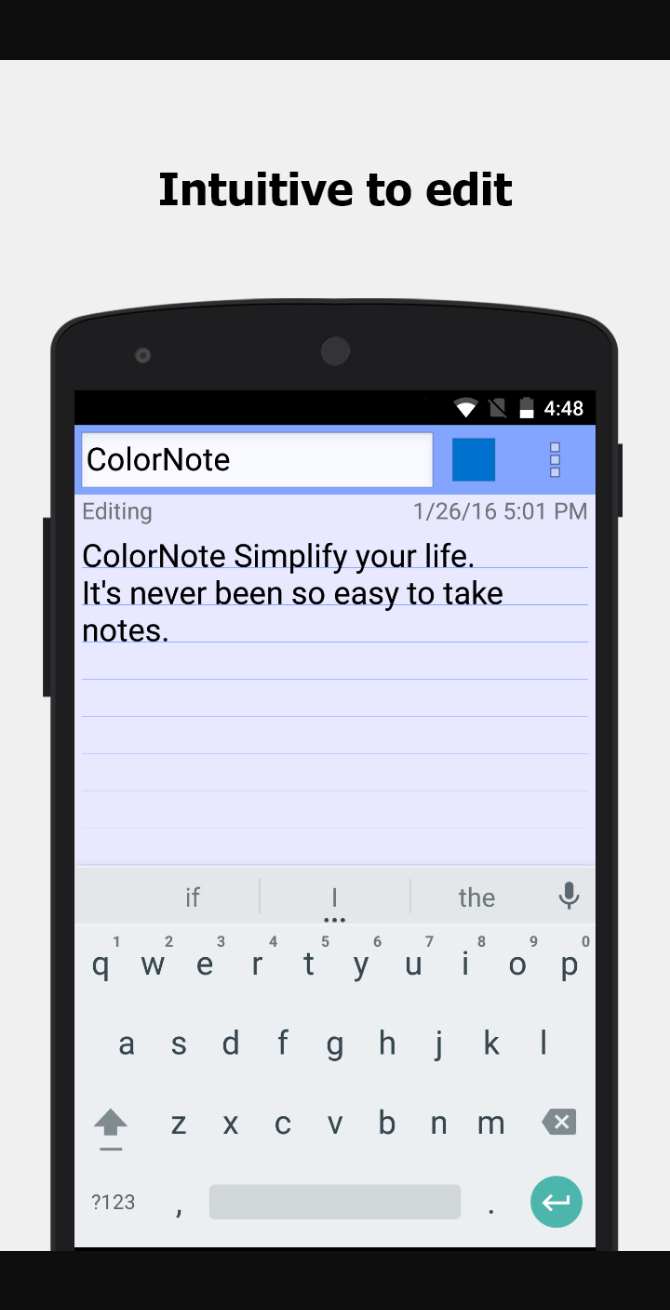 Intuitive to edit
4:48
ColorNote
Editing 1/26/16 5:01 PM
ColorNote Simplify your life.
It's never been so easy to take
notes.
if I the
1 2 3 4 5 6 7 8 9 0
q w e r t y u i o p
a s d f g h j k l
z x c v b n m
?123 , .